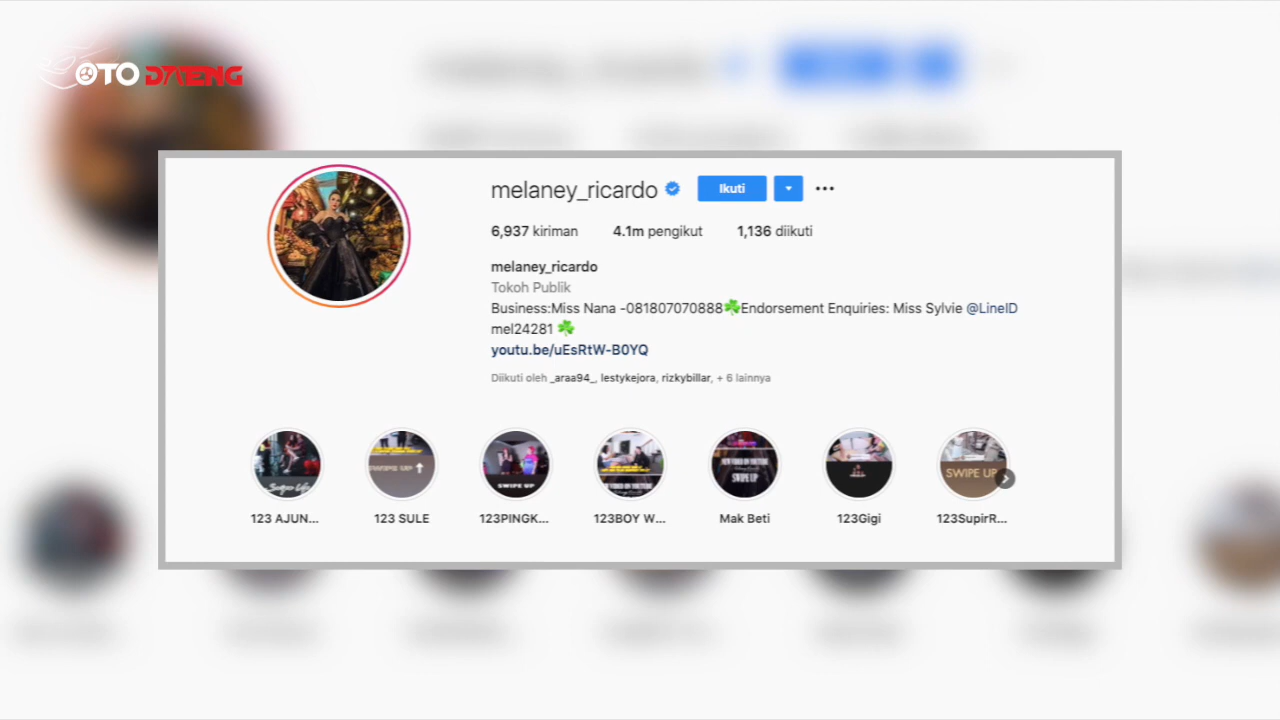 OTO DAENG
melaney_ricardo Ikuti
6,937 kiriman 4.1m pengikut 1,136 diikuti
melaney_ricardo
Tokoh Publik
Business:Miss Nana -081807070888☘️Endorsement Enquiries: Miss Sylvie @LineID
mel24281 ☘️
youtu.be/uEsRtW-B0YQ
Diikuti oleh _araa94_, lestykejora, rizkybillar, + 6 lainnya
SWIPE UP
SWIPE UP
SWIPE UP
123 AJUN... 123 SULE 123PINGK... 123BOY W... Mak Beti 123Gigi 123SupirR...